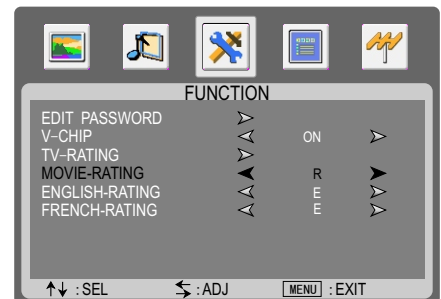 FUNCTION
EDIT PASSWORD
V-CHIP ON
TV-RATING
MOVIE-RATING R
ENGLISH-RATING E
FRENCH-RATING E
:SEL :ADJ MENU :EXIT